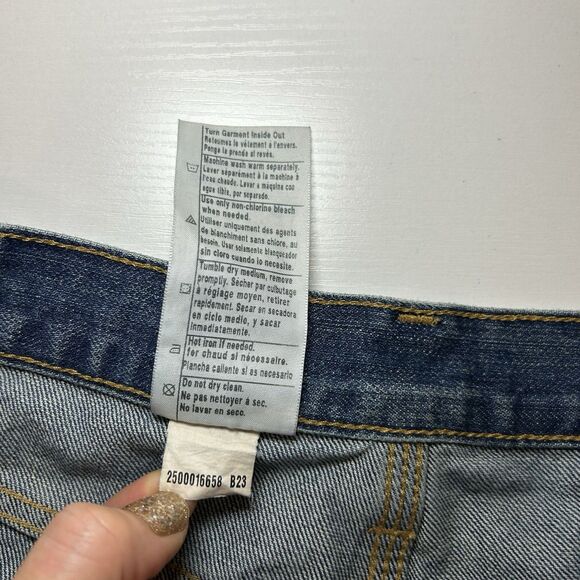 Turn Garment Inside Out
Retournez le vêtement à l'envers.
Ponga la prenda al revés.
Machine wash warm separately.
Laver séparément à la machine à
l'eau chaude. Lavar a máquina con
agua tibia, por separado.
Use only non-chlorine bleach
when needed.
Utiliser uniquement des agents
de blanchiment sans chlore, au
besoin. Usar solamente blanqueador
sin cloro cuando lo necesite.
Tumble dry medium, remove
promptly. Sécher par culbutage
à réglage moyen, retirer
rapidement. Secar en secadora
en ciclo medio, y sacar
inmediatamente.
Hot iron if needed.
fer chaud si nécessaire.
Plancha caliente si es necesario
Do not dry clean.
Ne pas nettoyer à sec.
No lavar en seco.
2500016658 B23